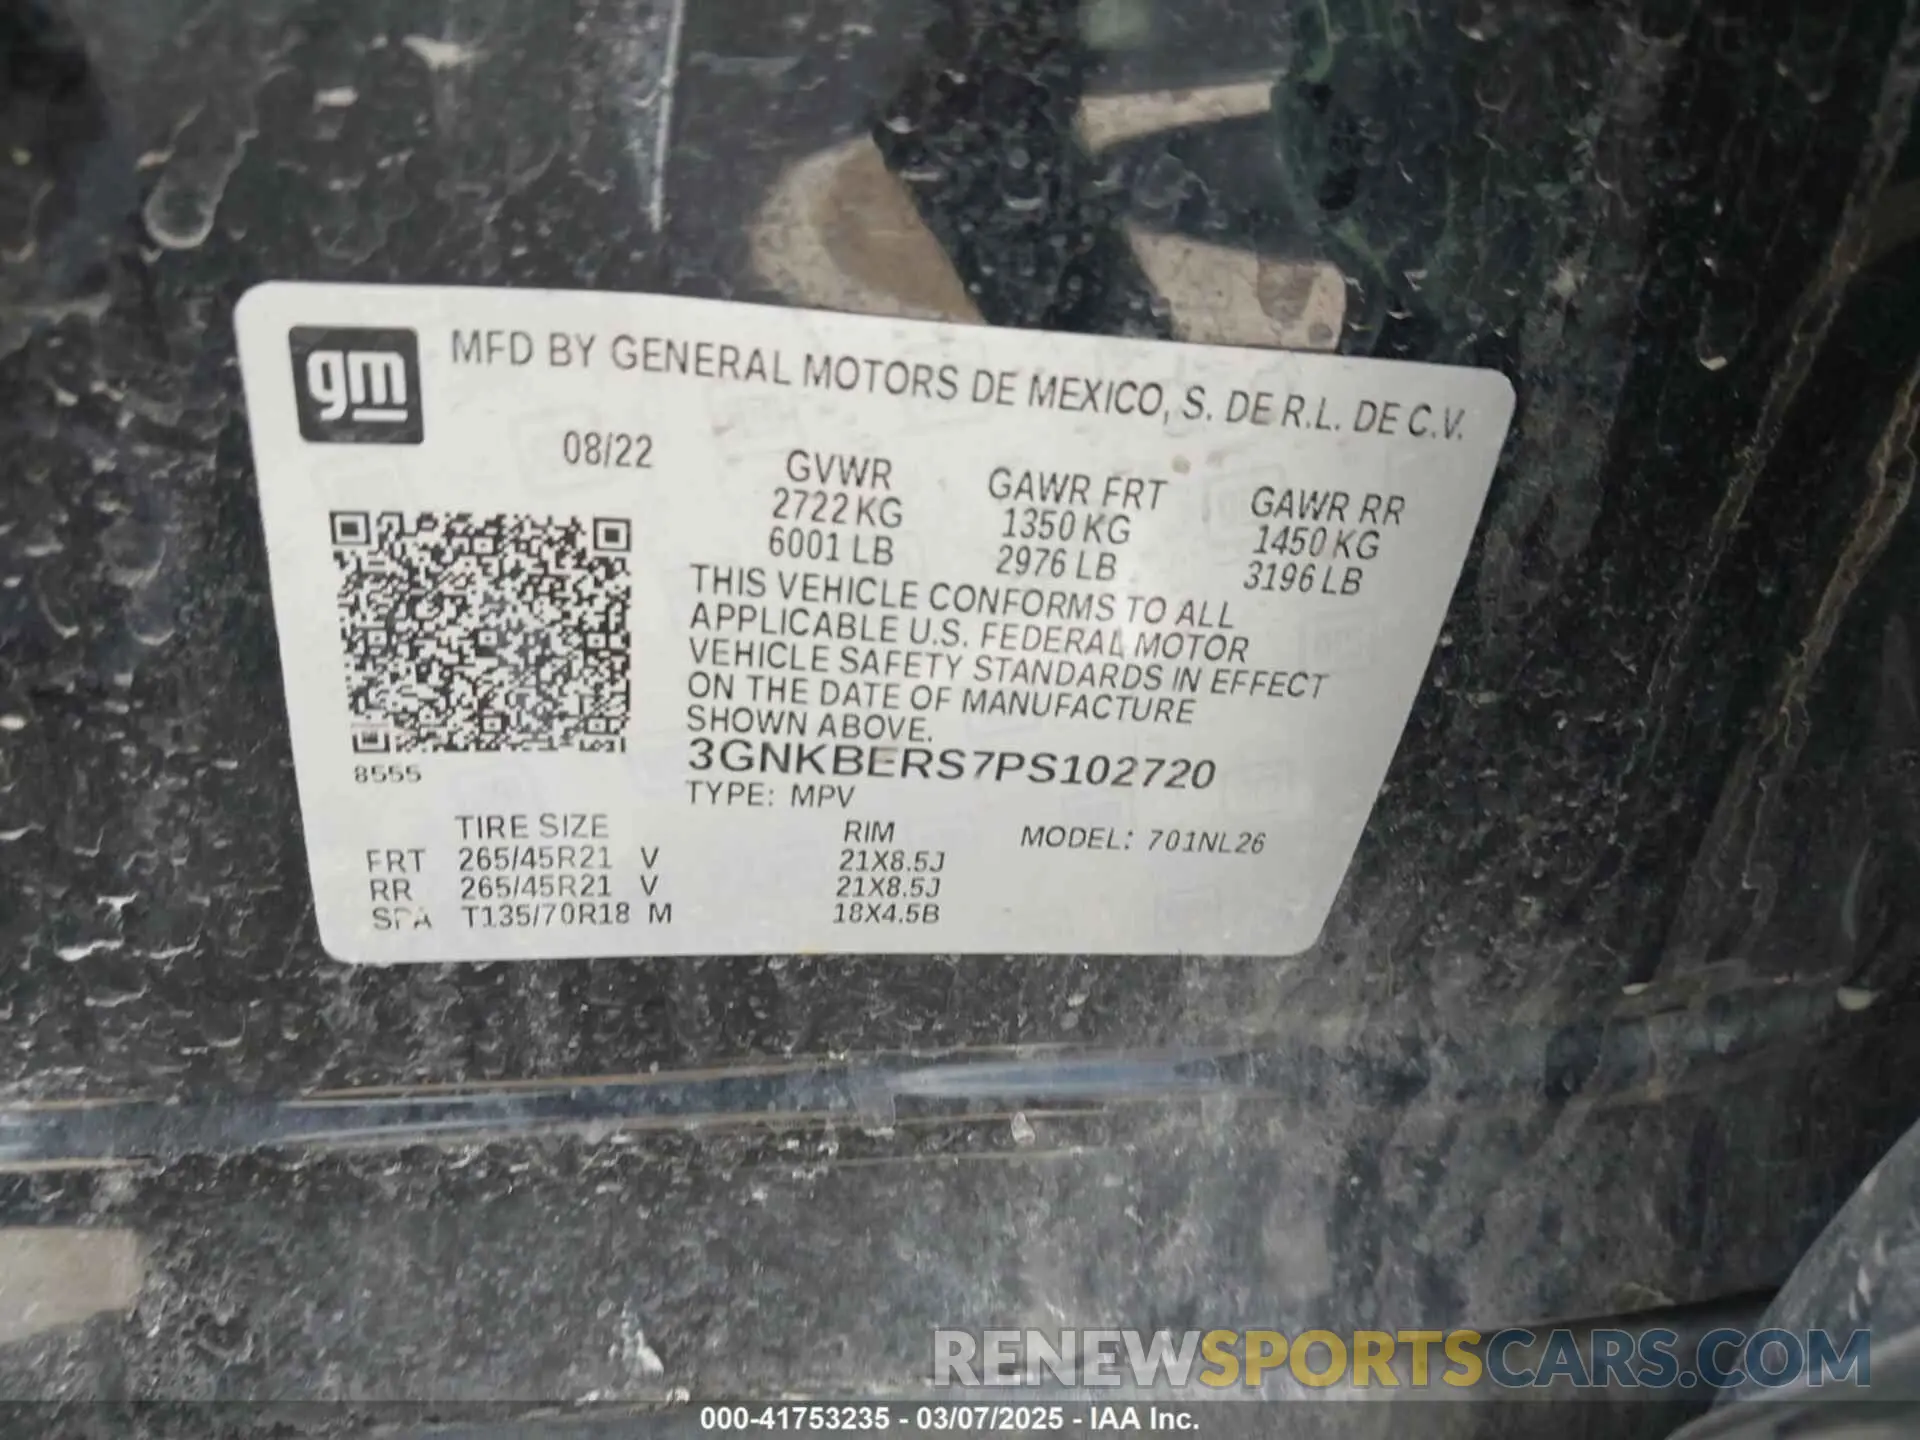 gm
MFD BY GENERAL MOTORS DE MEXICO, S. DE R.L. DE C.V.
08/22
GVWR GAWR FRT GAWR RR
2722 KG 1350 KG 1450 KG
6001 LB 2976 LB 3196 LB
THIS VEHICLE CONFORMS TO ALL
APPLICABLE U.S. FEDERAL MOTOR
VEHICLE SAFETY STANDARDS IN EFFECT
ON THE DATE OF MANUFACTURE
SHOWN ABOVE.
3GNKBERS7PS102720
8555
TYPE: MPV
TIRE SIZE RIM MODEL: 701NL26
FRT 265/45R21 V 21X8.5J
RR 265/45R21 V 21X8.5J
SPA T135/70R18 M 18X4.5B
RENEWSPORTSCARS.COM
000-41753235 - 03/07/2025 - IAA Inc.